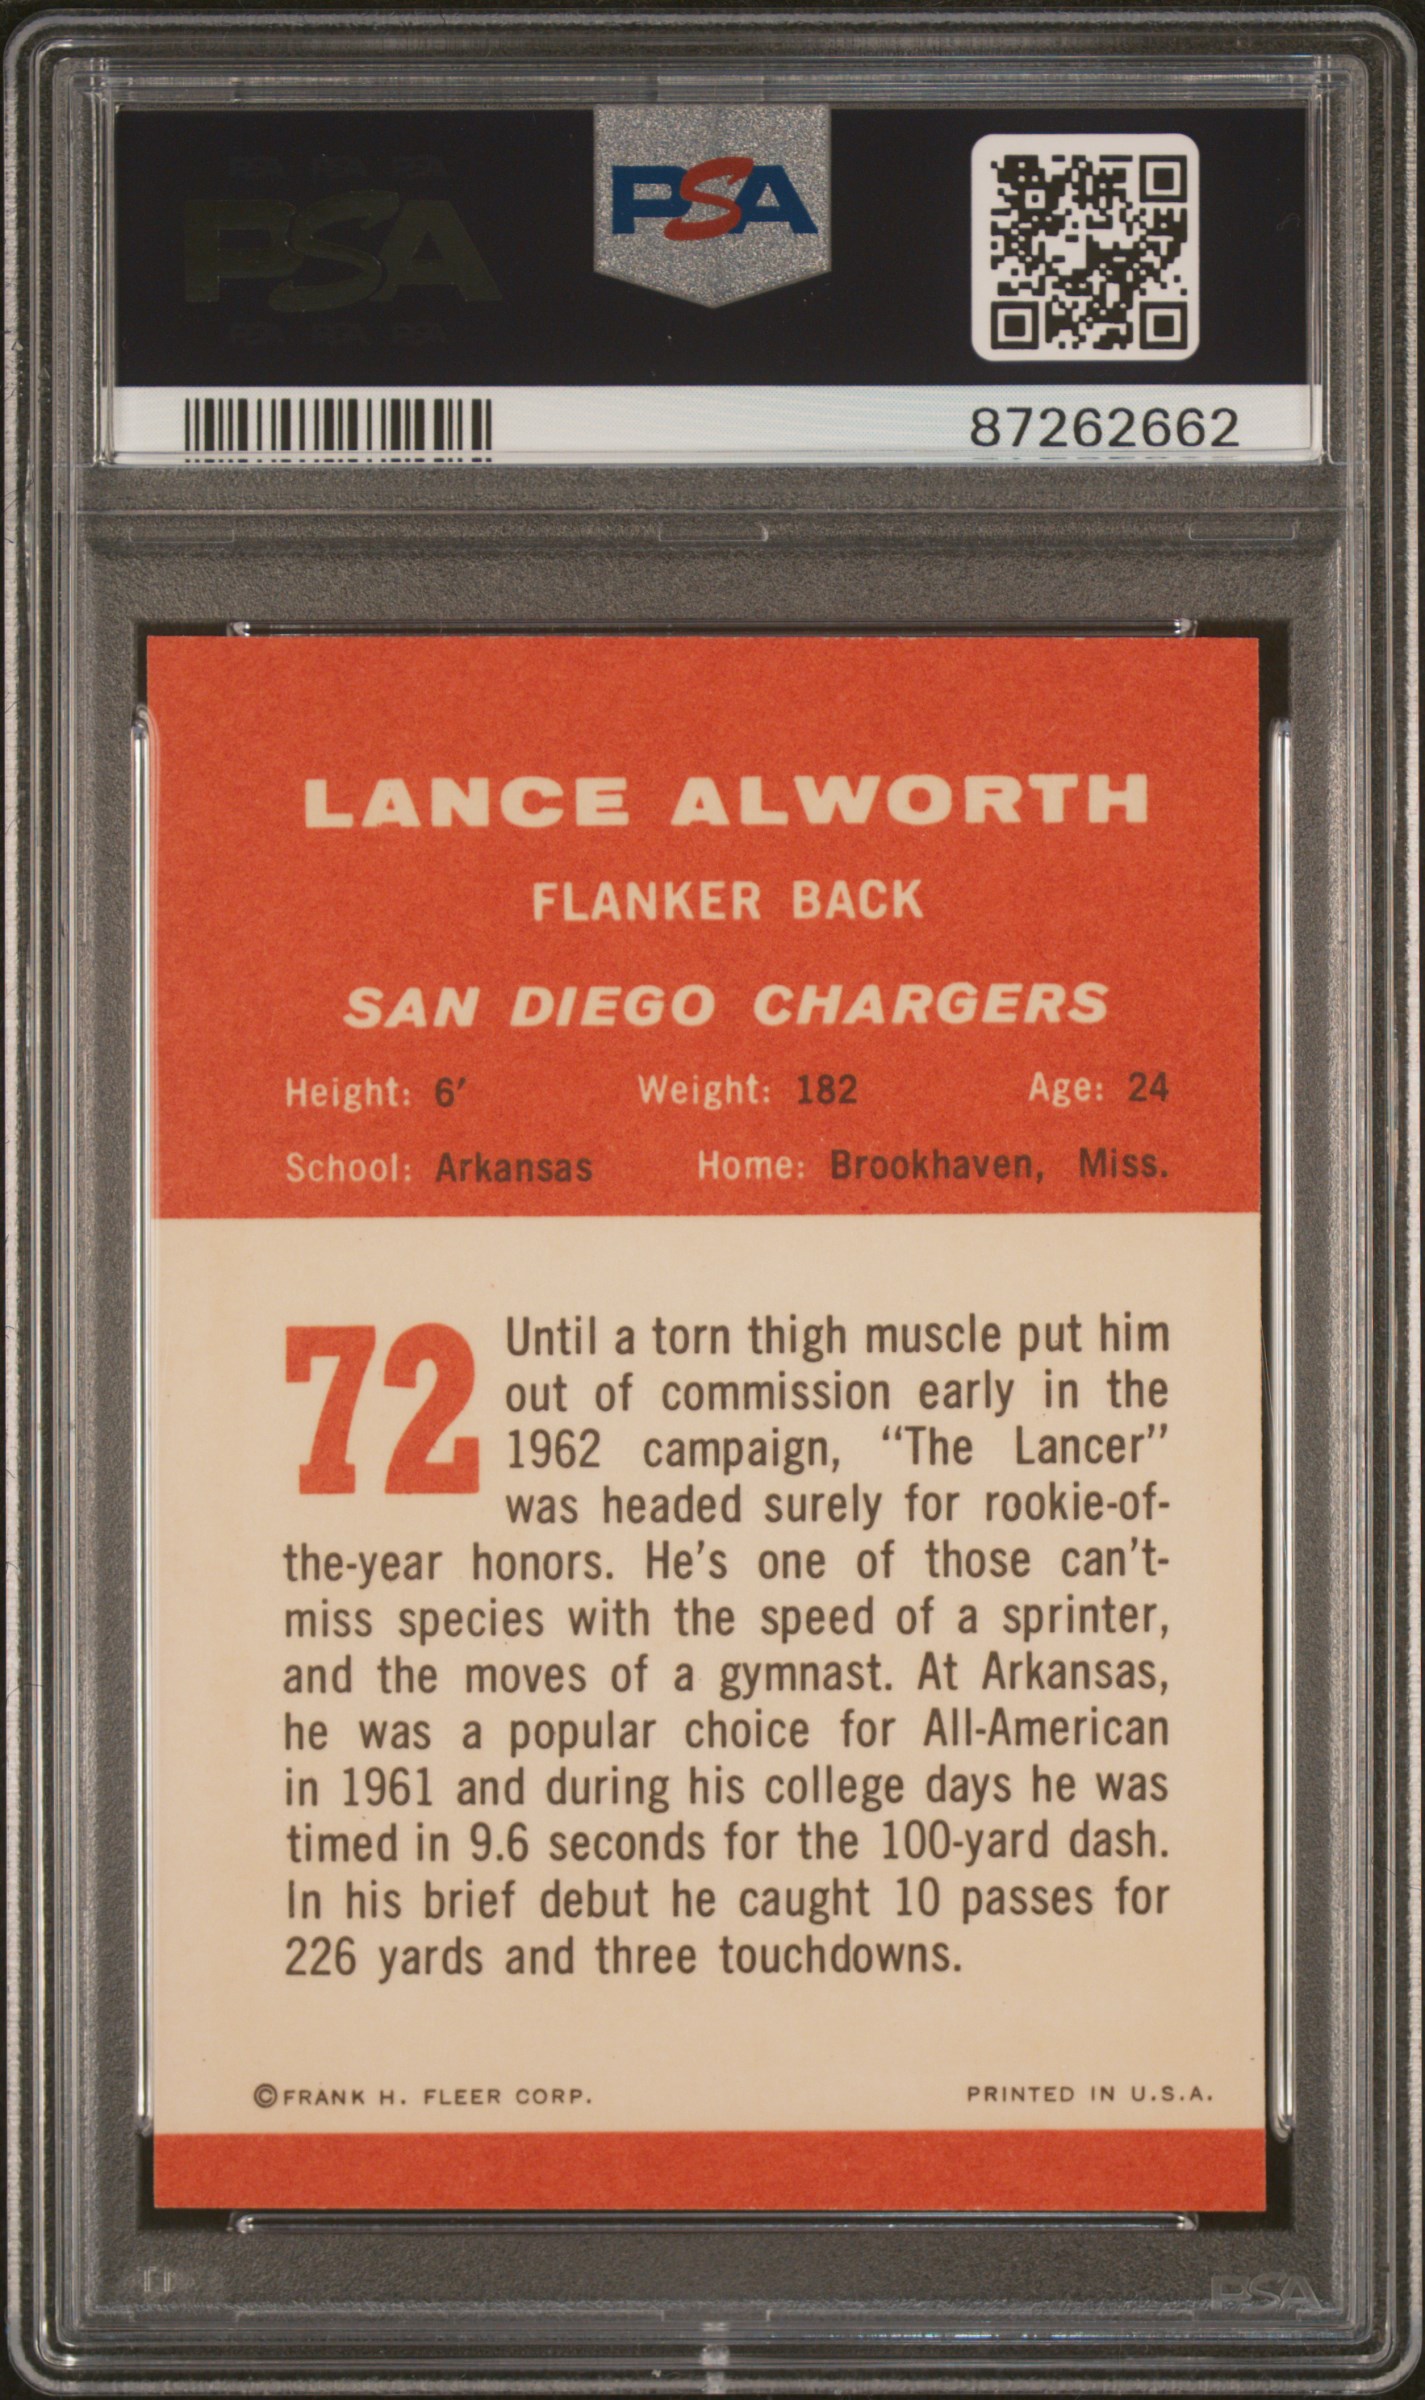 PSA
PSA
87262662
LANCE ALWORTH
FLANKER BACK
SAN DIEGO CHARGERS
Height: 6′ Weight: 182 Age: 24
School: Arkansas Home: Brookhaven, Miss.
72
Until a torn thigh muscle put him
out of commission early in the
1962 campaign, “The Lancer”
was headed surely for rookie-of-
the-year honors. He's one of those can't-
miss species with the speed of a sprinter,
and the moves of a gymnast. At Arkansas,
he was a popular choice for All-American
in 1961 and during his college days he was
timed in 9.6 seconds for the 100-yard dash.
In his brief debut he caught 10 passes for
226 yards and three touchdowns.
©FRANK H. FLEER CORP. PRINTED IN U.S.A.
PSA